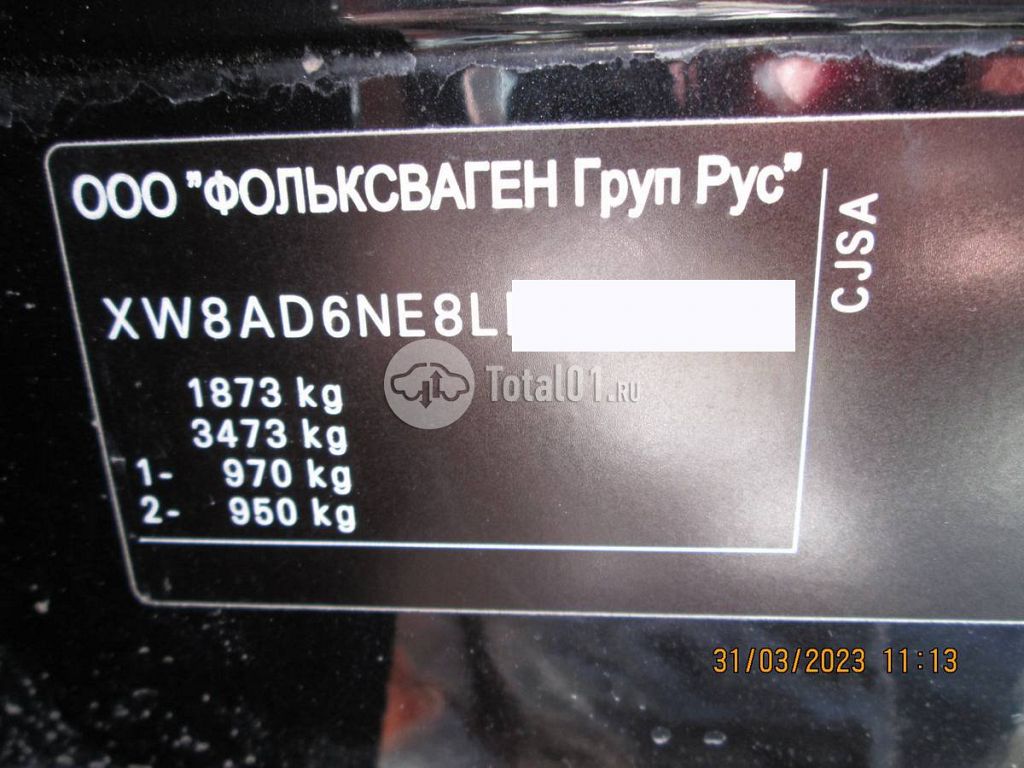 ООО "ФОЛЬКСВАГЕН Груп Рус"
CJSA
XW8AD6NE8L
Total01.RU
1873 kg
3473 kg
1- 970 kg
2- 950 kg
31/03/2023 11:13